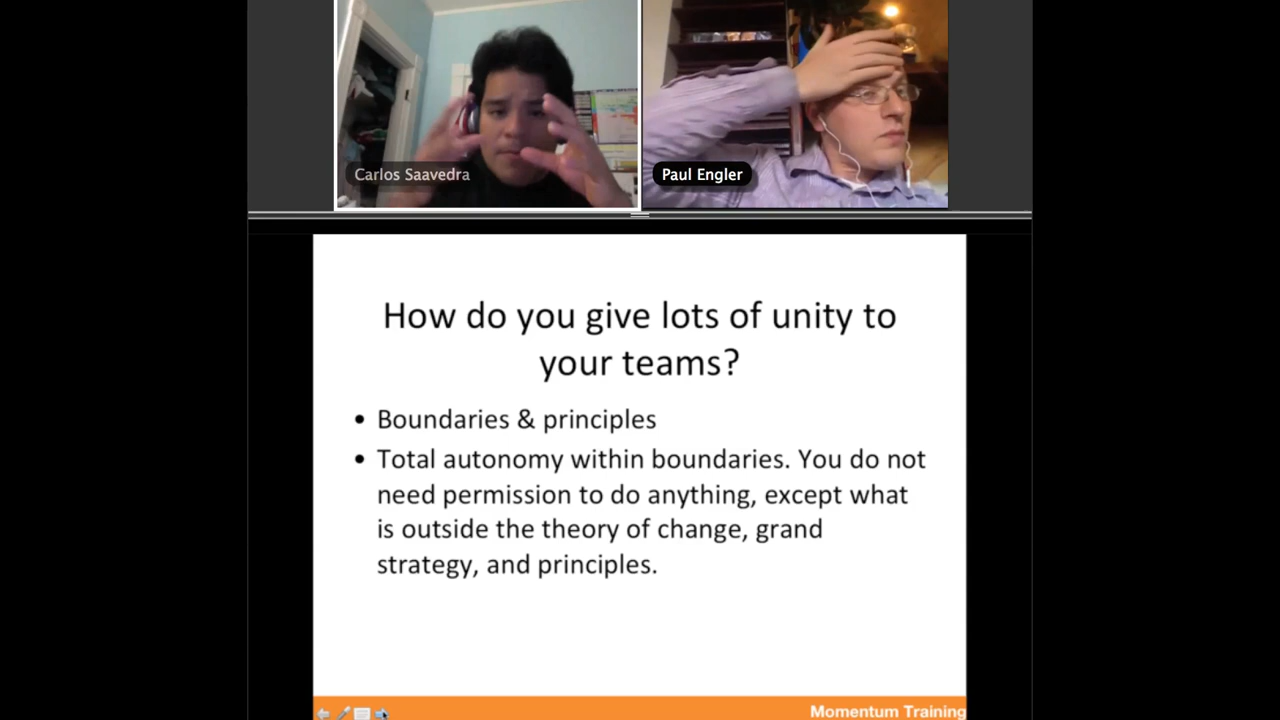 Carlos Saavedra
Paul Engler
How do you give lots of unity to
your teams?
• Boundaries & principles
• Total autonomy within boundaries. You do not
need permission to do anything, except what
is outside the theory of change, grand
strategy, and principles.
Momentum Training